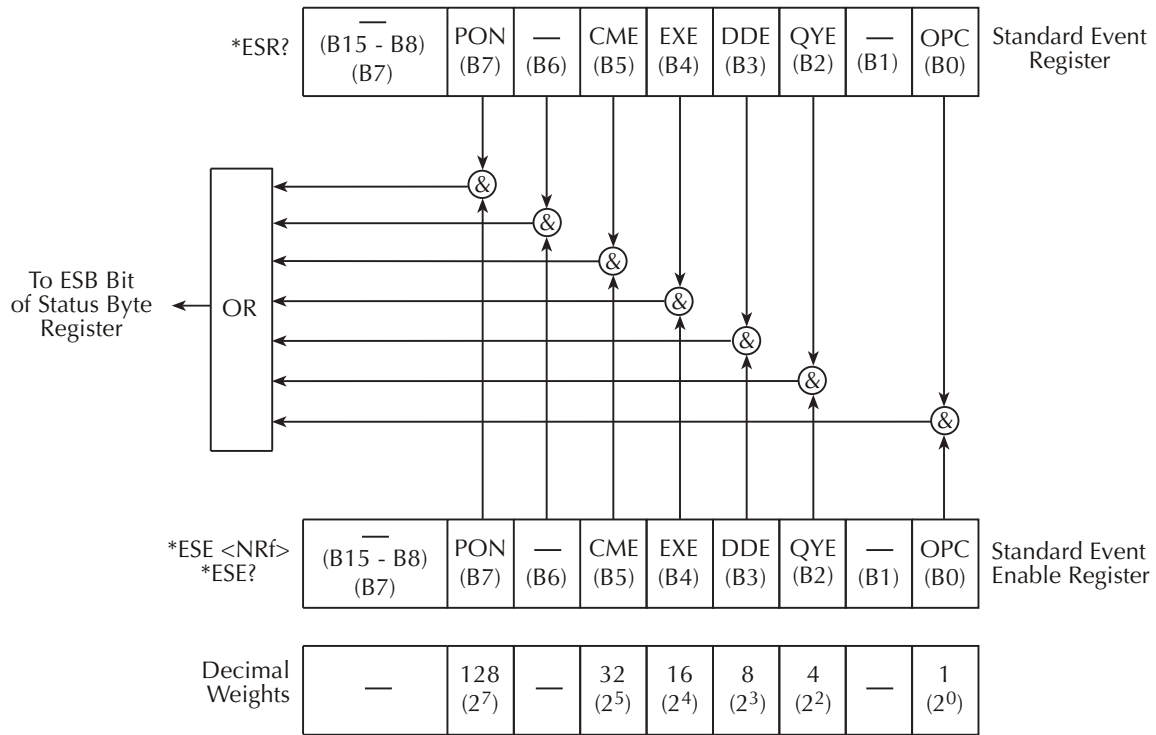 *ESR?
—
(B15 - B8)
(B7)
PON
(B7)
—
(B6)
CME
(B5)
EXE
(B4)
DDE
(B3)
QYE
(B2)
—
(B1)
OPC
(B0)
Standard Event
Register
&
&
&
&
&
&
&
To ESB Bit
of Status Byte
Register
OR
*ESE <NRf>
*ESE?
—
(B15 - B8)
(B7)
PON
(B7)
—
(B6)
CME
(B5)
EXE
(B4)
DDE
(B3)
QYE
(B2)
—
(B1)
OPC
(B0)
Standard Event
Enable Register
Decimal
Weights
—
128
(2⁷)
—
32
(2⁵)
16
(2⁴)
8
(2³)
4
(2²)
—
1
(2⁰)